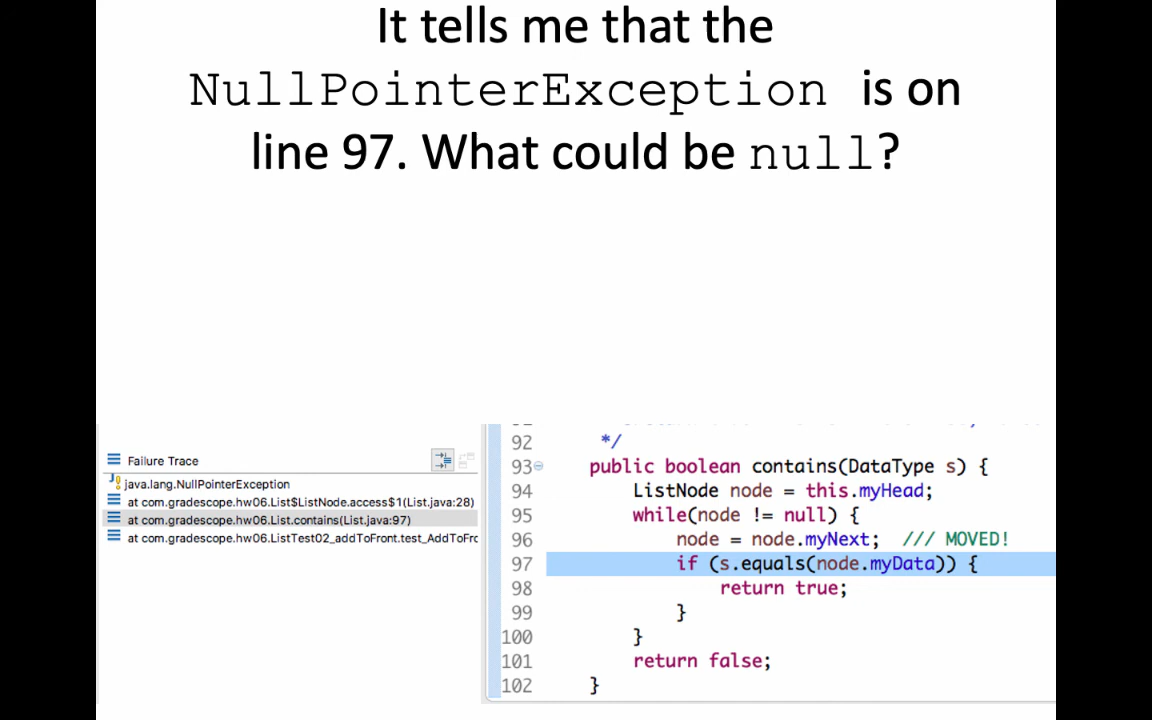 It tells me that the
NullPointerException is on
line 97. What could be null?
Failure Trace
java.lang.NullPointerException
at com.gradescope.hw06.List$ListNode.access$1(List.java:28)
at com.gradescope.hw06.List.contains(List.java:97)
at com.gradescope.hw06.ListTest02_addToFront.test_AddToFrc
92 */
93 public boolean contains(DataType s) {
94 ListNode node = this.myHead;
95 while(node != null) {
96 node = node.myNext; /// MOVED!
97 if (s.equals(node.myData)) {
98 return true;
99 }
100 }
101 return false;
102 }